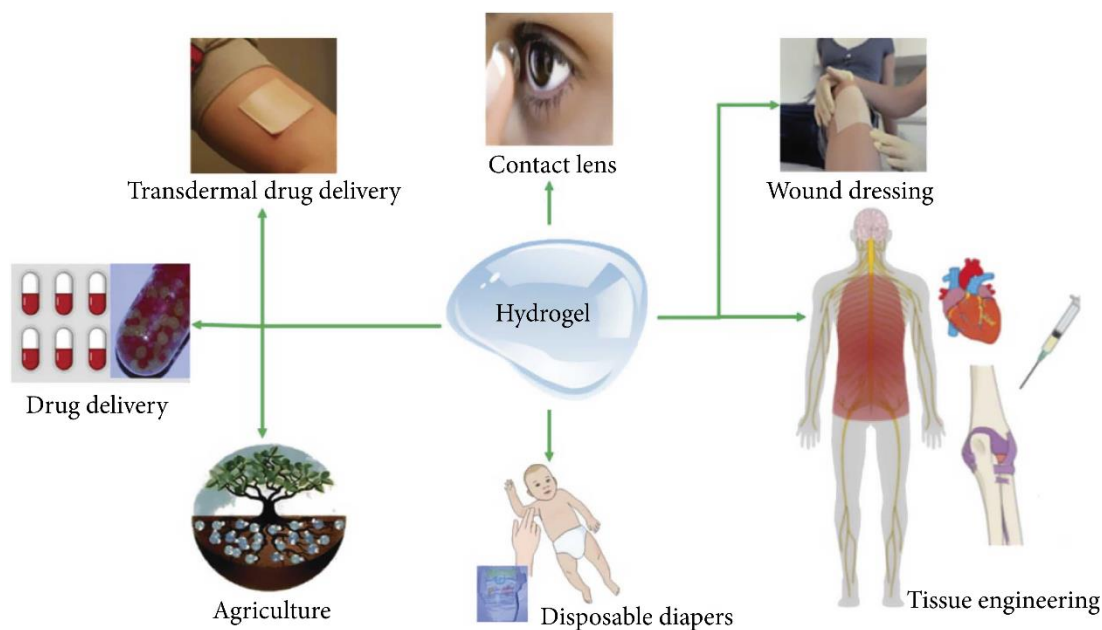 Contact lens
Transdermal drug delivery
Wound dressing
Hydrogel
Drug delivery
Agriculture
Disposable diapers
Tissue engineering